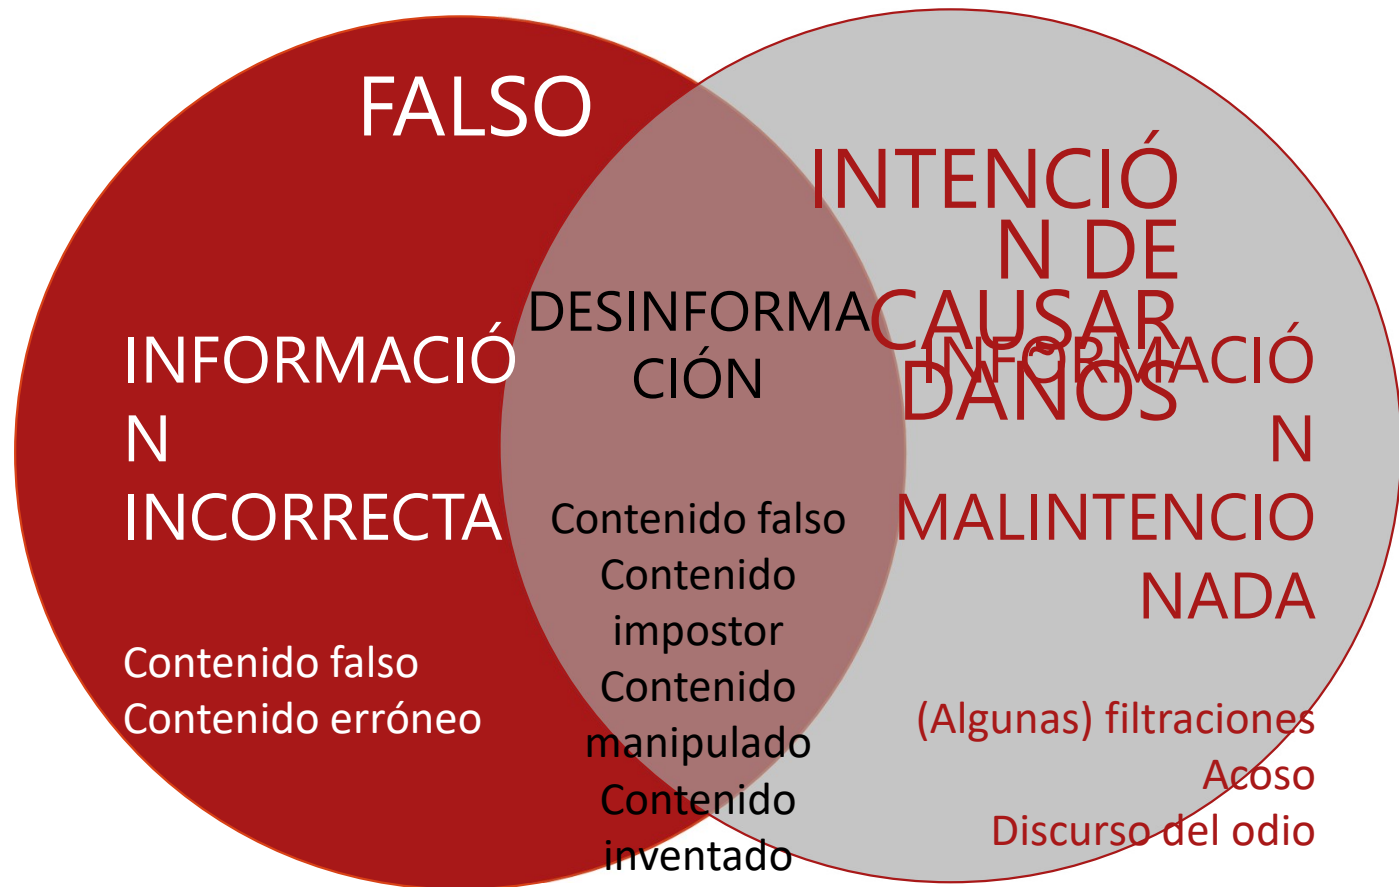 FALSO
INTENCIÓ
N DE
CAUSAR
DAÑOS
INFORMACIÓ
N
INCORRECTA
Contenido falso
Contenido erróneo
DESINFORMA
CIÓN
Contenido falso
Contenido
impostor
Contenido
manipulado
Contenido
inventado
INFORMACIÓ
N
MALINTENCIO
NADA
(Algunas) filtraciones
Acoso
Discurso del odio